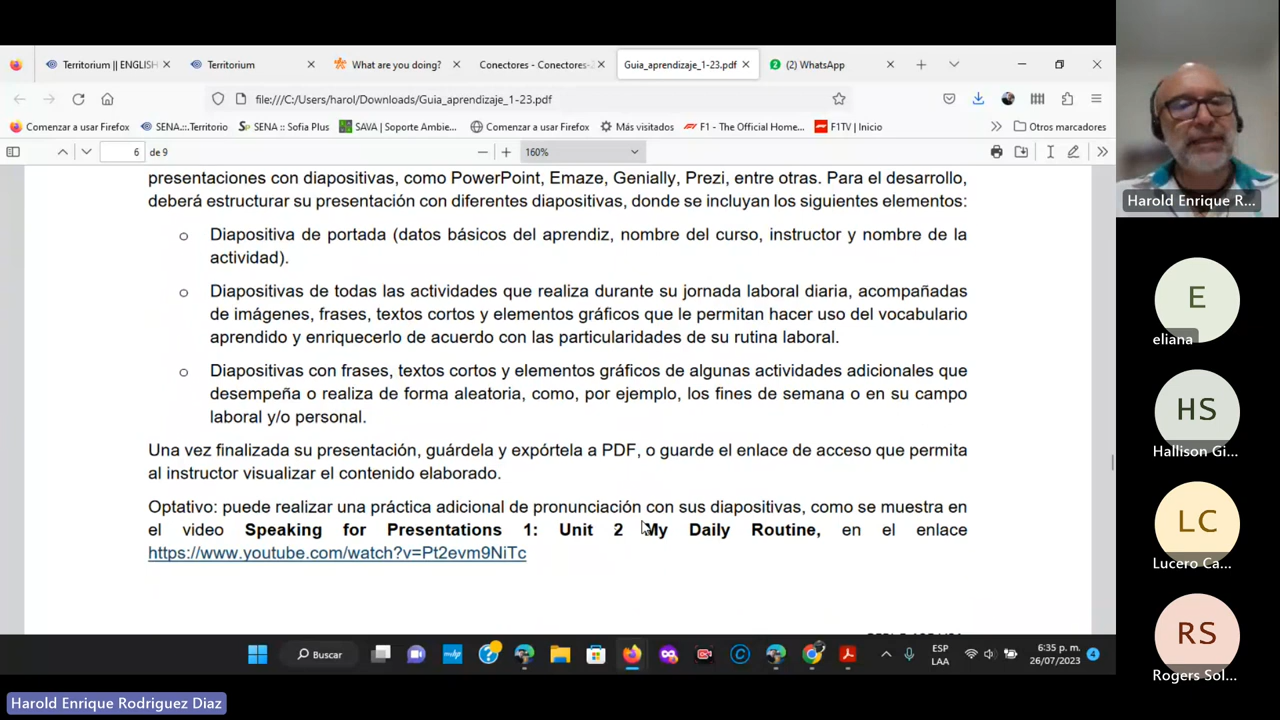 Territorium || ENGLISH
Territorium
What are you doing?
Conectores - Conectores-
Guia_aprendizaje_1-23.pdf
(2) WhatsApp
file:///C:/Users/harol/Downloads/Guia_aprendizaje_1-23.pdf
Comenzar a usar Firefox
SENA.::.Territorio
SENA :: Sofia Plus
SAVA | Soporte Ambie...
Comenzar a usar Firefox
Más visitados
F1 - The Official Home...
F1TV | Inicio
Otros marcadores
6 de 9
160%
presentaciones con diapositivas, como PowerPoint, Emaze, Genially, Prezi, entre otras. Para el desarrollo,
deberá estructurar su presentación con diferentes diapositivas, donde se incluyan los siguientes elementos:
o Diapositiva de portada (datos básicos del aprendiz, nombre del curso, instructor y nombre de la
actividad).
o Diapositivas de todas las actividades que realiza durante su jornada laboral diaria, acompañadas
de imágenes, frases, textos cortos y elementos gráficos que le permitan hacer uso del vocabulario
aprendido y enriquecerlo de acuerdo con las particularidades de su rutina laboral.
o Diapositivas con frases, textos cortos y elementos gráficos de algunas actividades adicionales que
desempeña o realiza de forma aleatoria, como, por ejemplo, los fines de semana o en su campo
laboral y/o personal.
Una vez finalizada su presentación, guárdela y expórtela a PDF, o guarde el enlace de acceso que permita
al instructor visualizar el contenido elaborado.
Optativo: puede realizar una práctica adicional de pronunciación con sus diapositivas, como se muestra en
el video Speaking for Presentations 1: Unit 2 My Daily Routine, en el enlace
https://www.youtube.com/watch?v=Pt2evm9NiTc
Buscar
ESP
LAA
6:35 p. m.
26/07/2023
4
Harold Enrique R...
E
eliana
HS
Hallison Gi...
LC
Lucero Ca...
RS
Rogers Sol...
Harold Enrique Rodriguez Diaz